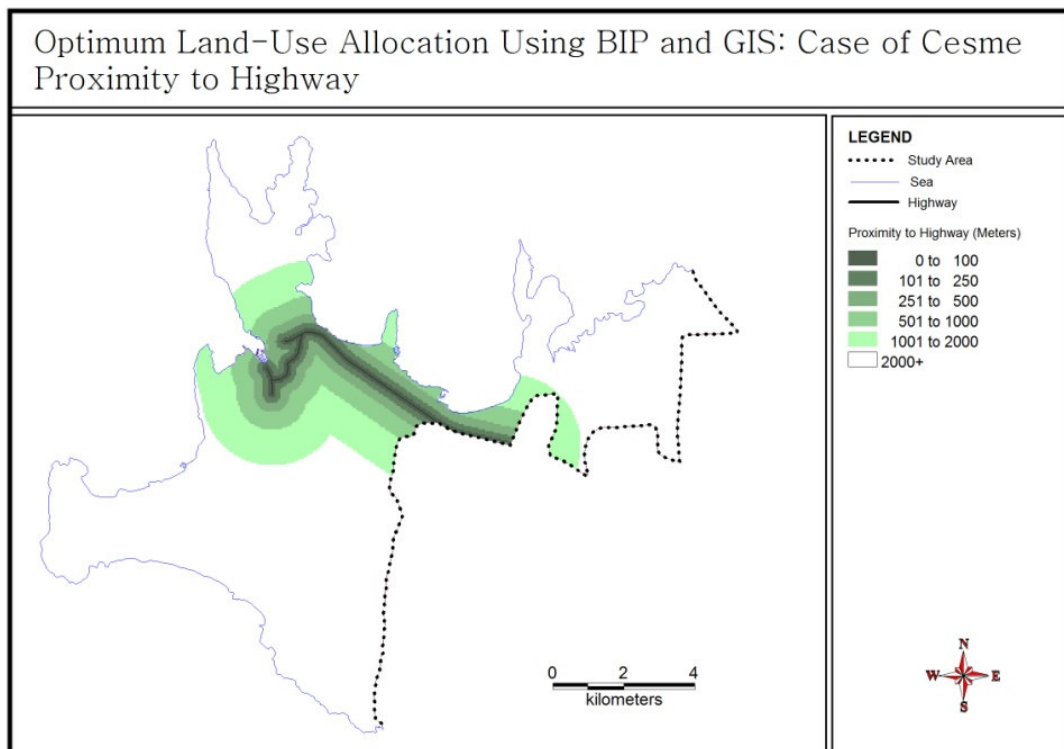 Optimum Land-Use Allocation Using BIP and GIS: Case of Cesme
Proximity to Highway
LEGEND
Study Area
Sea
Highway
Proximity to Highway (Meters)
0 to 100
101 to 250
251 to 500
501 to 1000
1001 to 2000
2000+
0 2 4
kilometers
N
W E
S